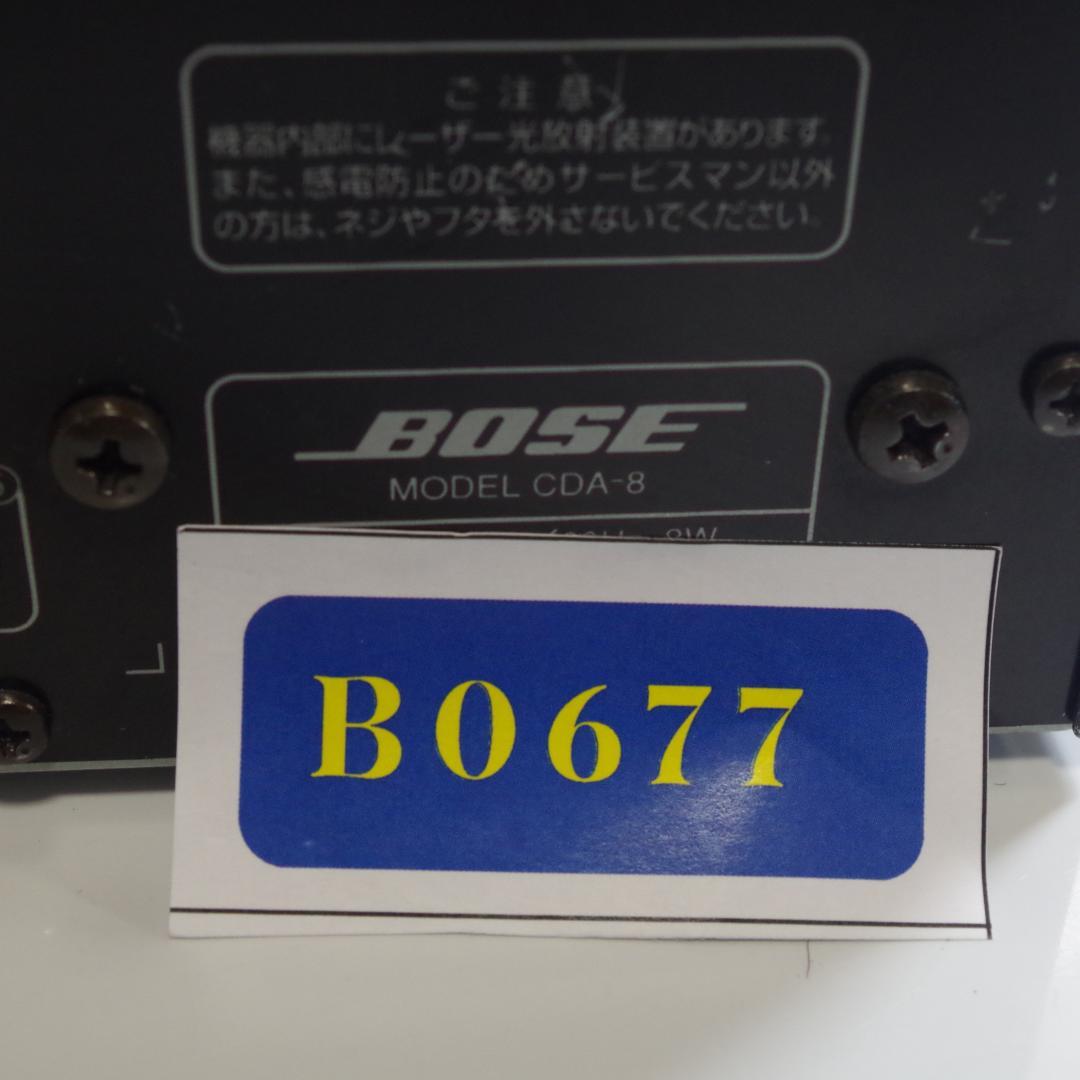 ご注意
機器内部にレーザー光放射装置があります。
また、感電防止のためサービスマン以外
の方は、ネジやフタを外さないでください。
BOSE
MODEL CDA-8
8W
B0677